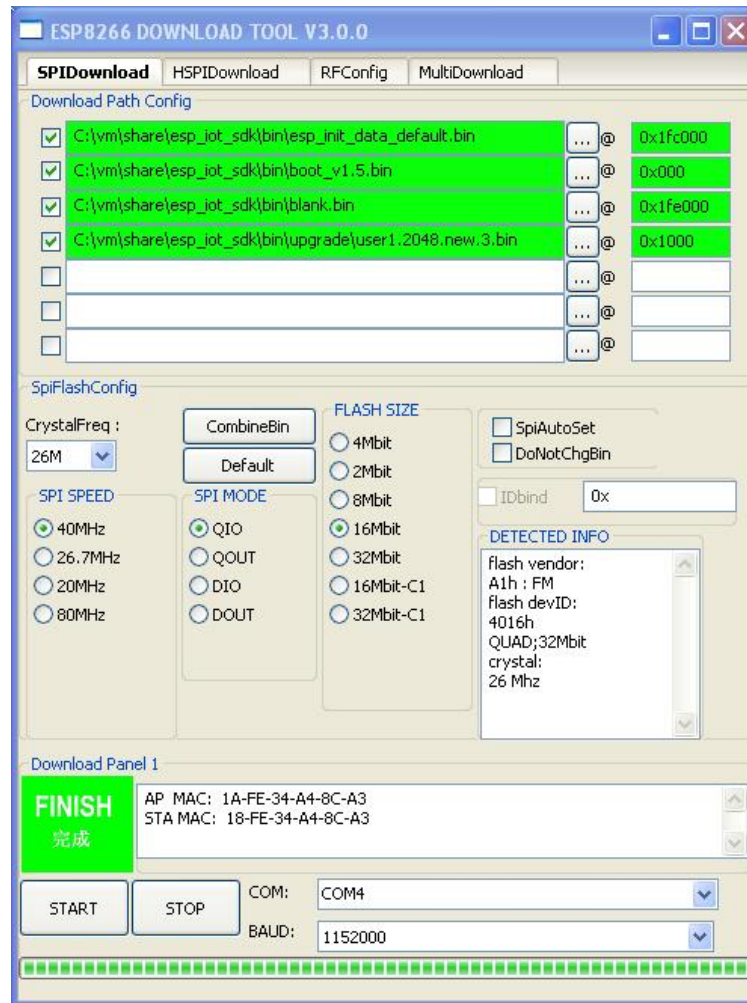 ESP8266 DOWNLOAD TOOL V3.0.0
SPIDownload HSPIDownload RFConfig MultiDownload
Download Path Config
C:\vm\share\esp_iot_sdk\bin\esp_init_data_default.bin ... @ 0x1fc000
C:\vm\share\esp_iot_sdk\bin\boot_v1.5.bin ... @ 0x000
C:\vm\share\esp_iot_sdk\bin\blank.bin ... @ 0x1fe000
C:\vm\share\esp_iot_sdk\bin\upgrade\user1.2048.new.3.bin ... @ 0x1000
... @
... @
... @
SpiFlashConfig
CrystalFreq :
26M
CombineBin
Default
SPI SPEED
40MHz
26.7MHz
20MHz
80MHz
SPI MODE
QIO
QOUT
DIO
DOUT
FLASH SIZE
4Mbit
2Mbit
8Mbit
16Mbit
32Mbit
16Mbit-C1
32Mbit-C1
SpiAutoSet
DoNotChgBin
IDbind 0x
DETECTED INFO
flash vendor:
A1h : FM
flash devID:
4016h
QUAD;32Mbit
crystal:
26 Mhz
Download Panel 1
FINISH
完成
AP MAC: 1A-FE-34-A4-8C-A3
STA MAC: 18-FE-34-A4-8C-A3
START STOP
COM: COM4
BAUD: 1152000